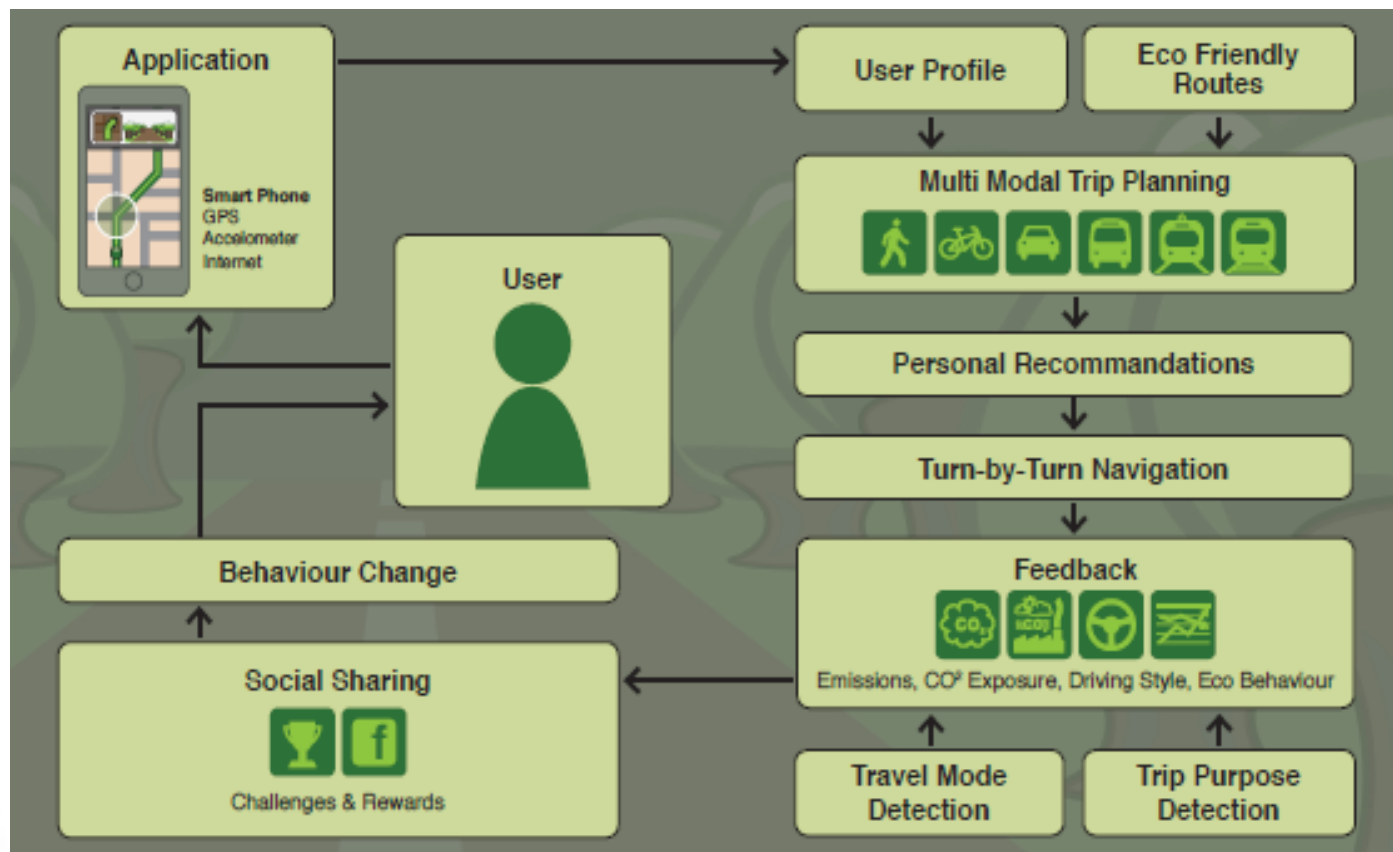 Application
Smart Phone
GPS
Accelometer
Internet
User
User Profile
Eco Friendly
Routes
Multi Modal Trip Planning
Personal Recommandations
Turn-by-Turn Navigation
Feedback
CO₂
Emissions, CO² Exposure, Driving Style, Eco Behaviour
Travel Mode
Detection
Trip Purpose
Detection
Social Sharing
f
Challenges & Rewards
Behaviour Change